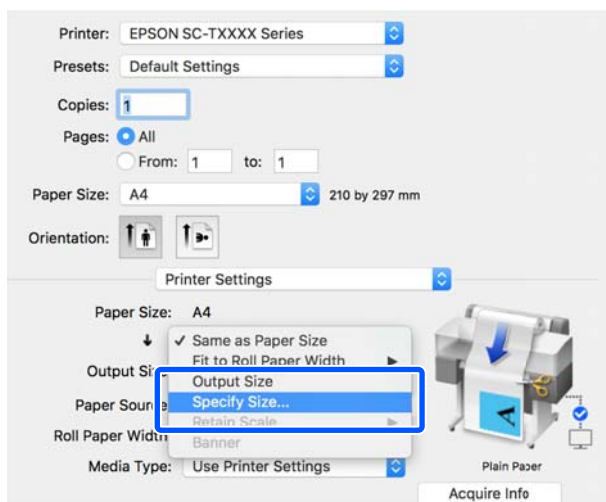 Printer: EPSON SC-TXXXX Series
Presets: Default Settings
Copies: 1
Pages: All
From: 1 to: 1
Paper Size: A4 210 by 297 mm
Orientation:
Printer Settings
Paper Size: A4
Same as Paper Size
Fit to Roll Paper Width
Output Size
Output Size
Paper Source Specify Size...
Retain Scale
Roll Paper Width
Banner
Media Type: Use Printer Settings
Plain Paper
Acquire Info